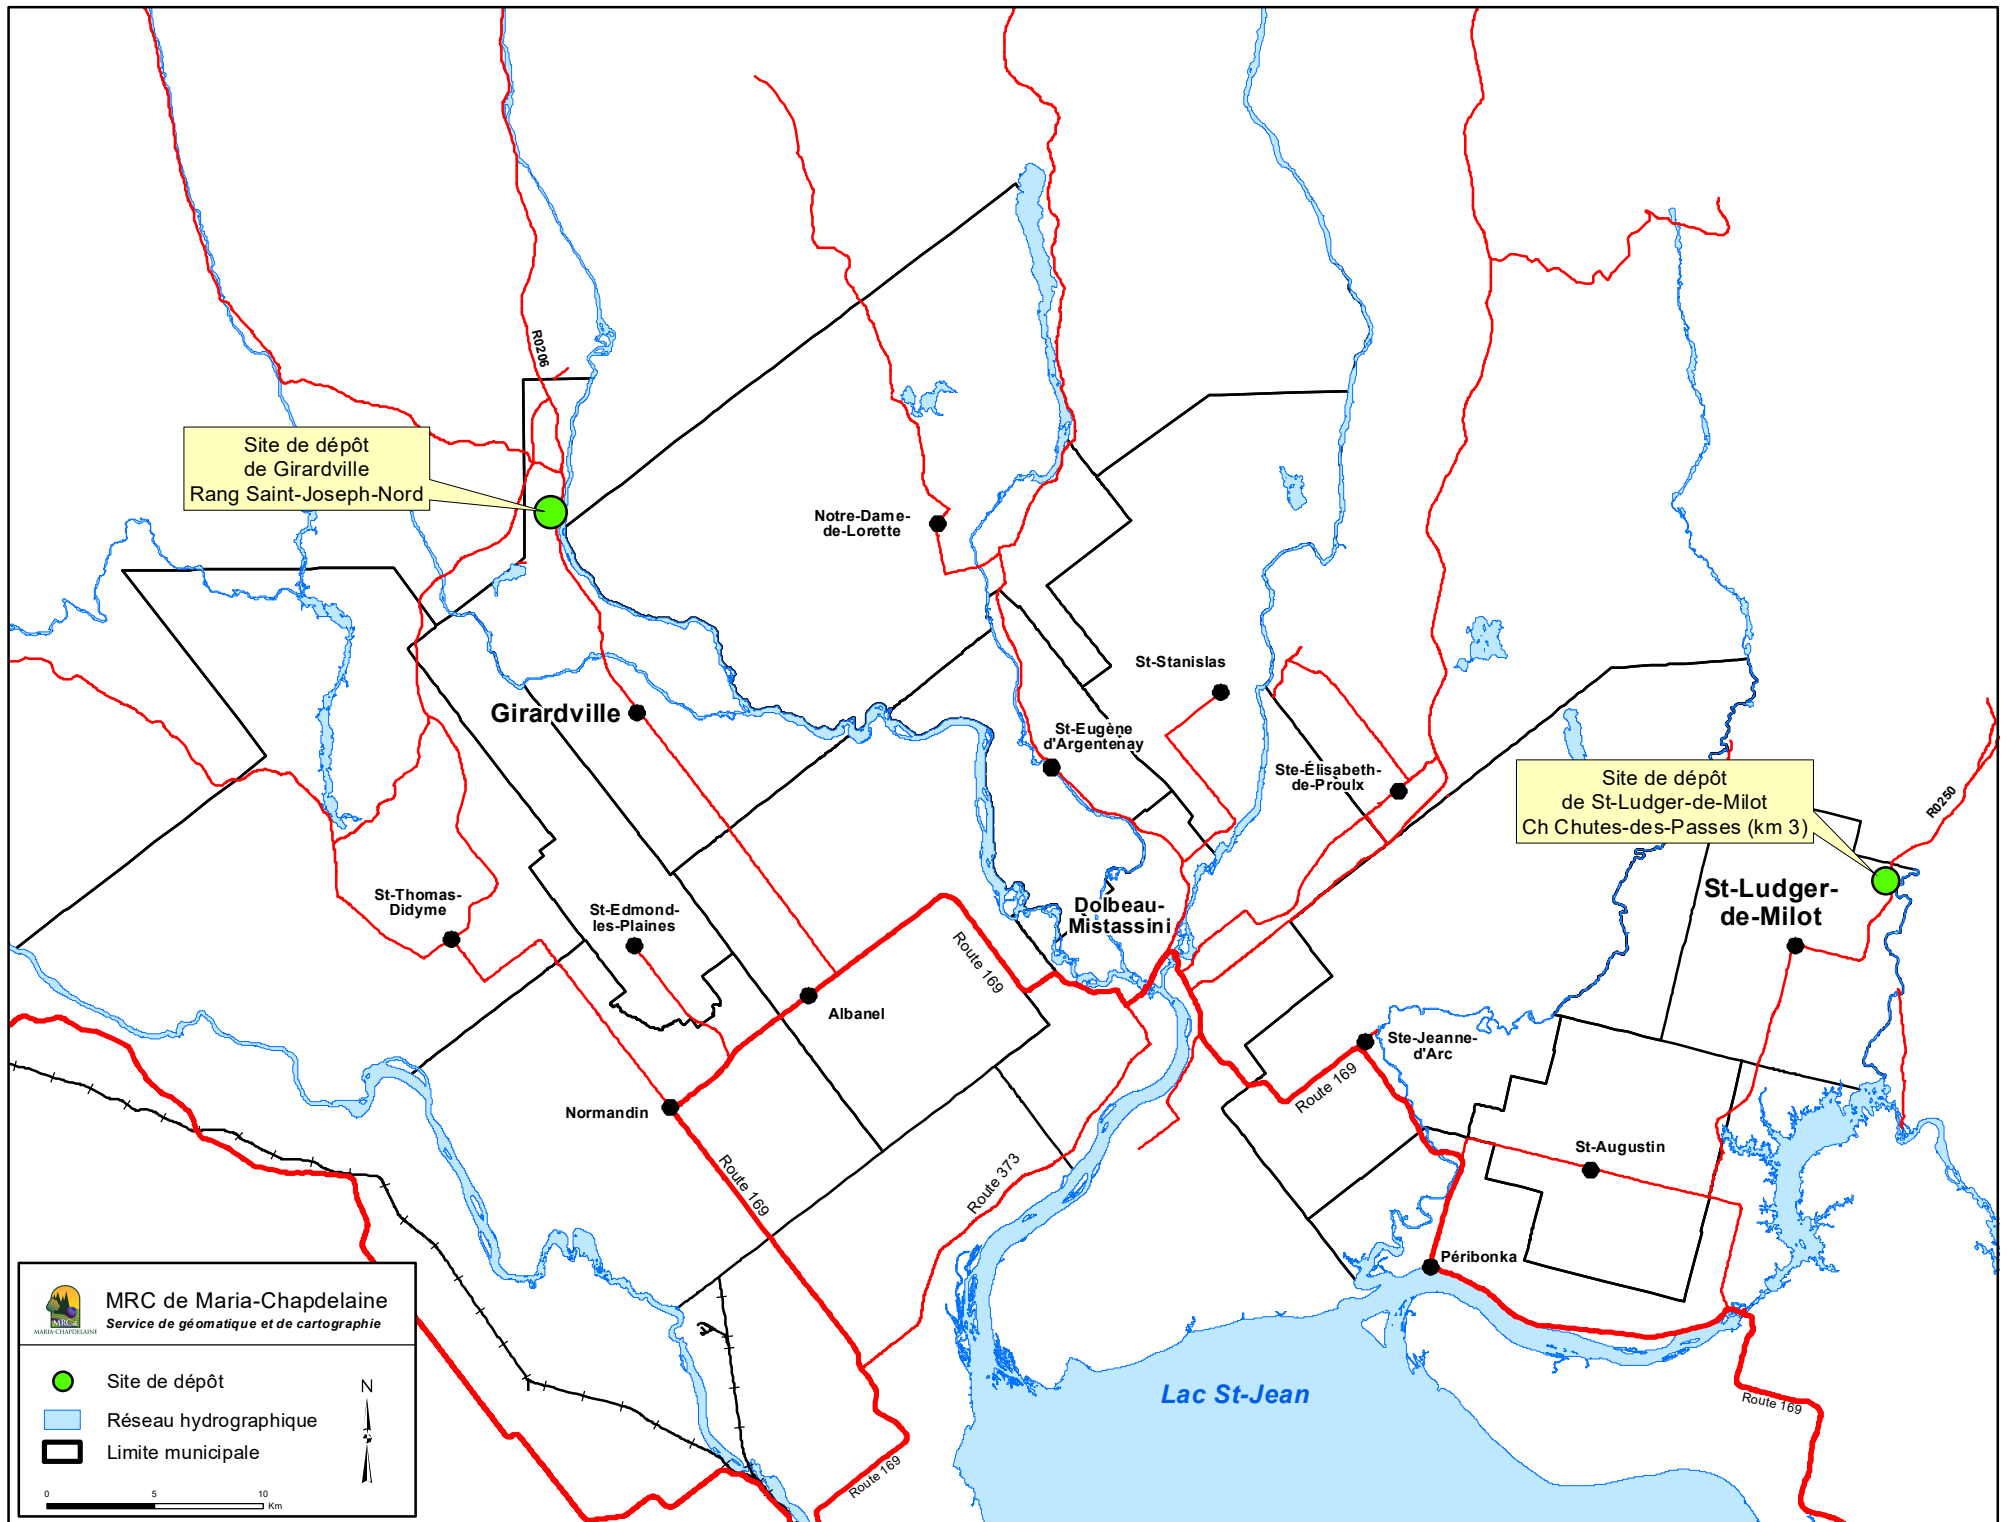 R0206
Site de dépôt
de Girardville
Rang Saint-Joseph-Nord
Notre-Dame-
de-Lorette
St-Stanislas
Girardville
St-Eugène
d'Argentenay
Ste-Élisabeth-
de-Proulx
Site de dépôt
de St-Ludger-de-Milot
Ch Chutes-des-Passes (km 3)
R0250
St-Thomas-
Didyme
St-Edmond-
les-Plaines
Dolbeau-
Mistassini
St-Ludger-
de-Milot
Route 169
Albanel
Ste-Jeanne-
d'Arc
Route 169
Normandin
St-Augustin
Route 169
Route 373
Péribonka
Lac St-Jean
Route 169
Route 169
MRC
MARIA-CHAPDELAINE
MRC de Maria-Chapdelaine
Service de géomatique et de cartographie
Site de dépôt
Réseau hydrographique
Limite municipale
N
0 5 10
Km